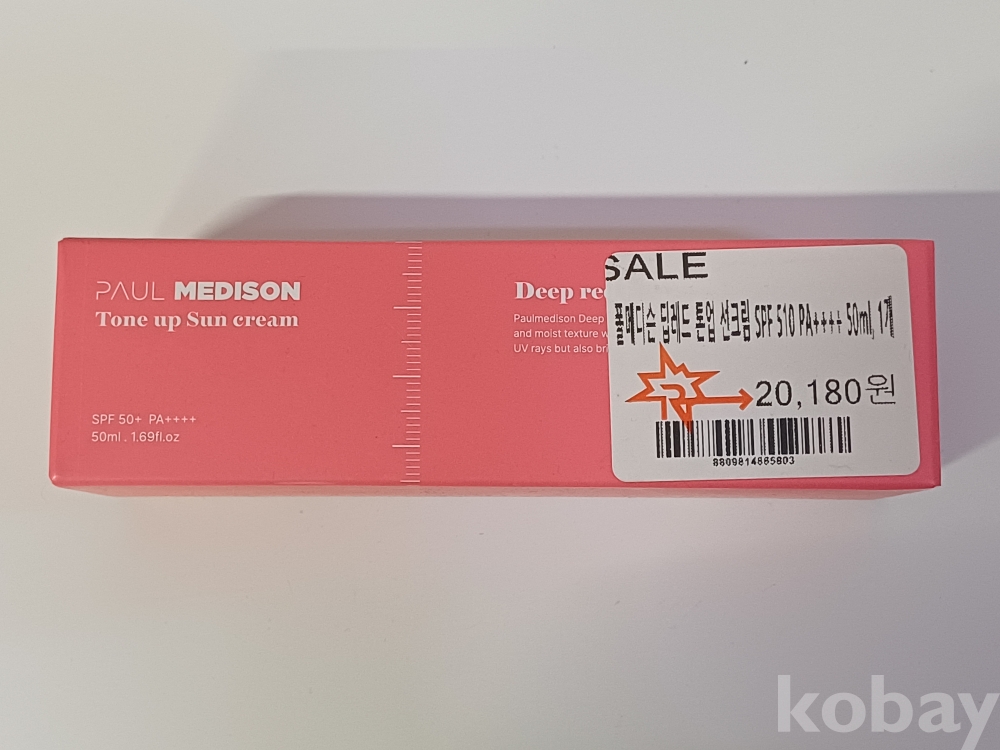 PAUL MEDISON
Tone up Sun cream
SPF 50+ PA++++
50ml . 1.69fl.oz
Deep re
Paulmedison Deep
and moist texture w
UV rays but also bri
SALE
폴메디슨 딥레드 톤업 선크림 SPF 510 PA++++ 50ml, 1개
20,180원
8809814865803
kobay